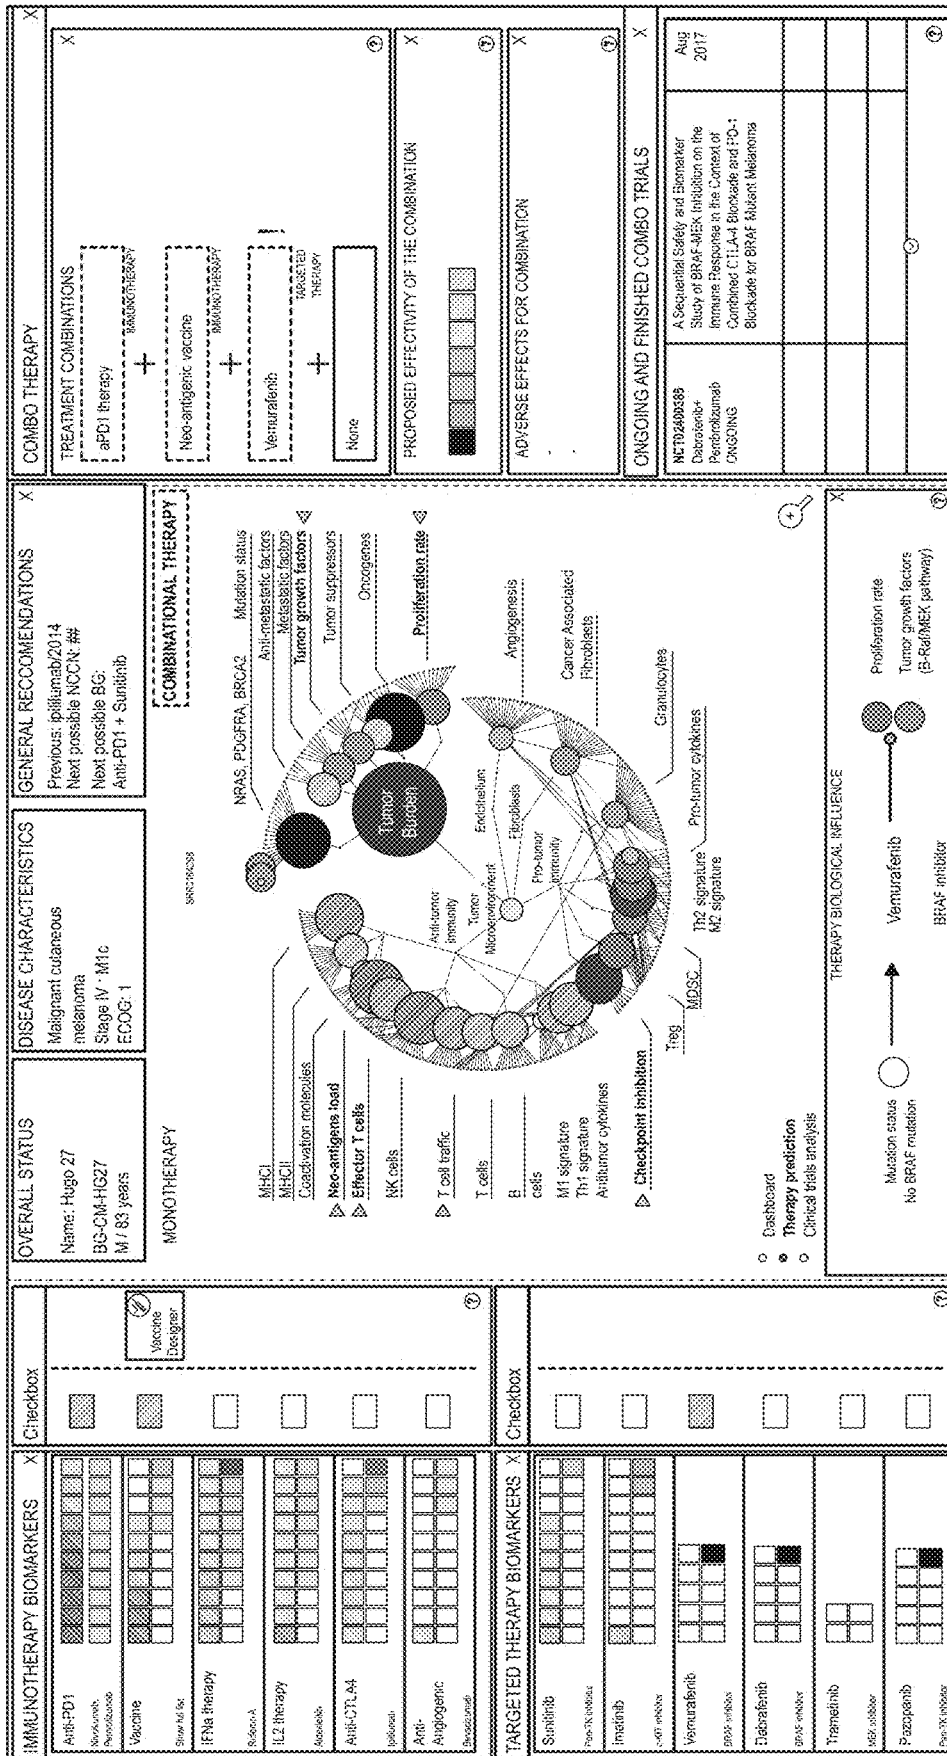 IMMUNOTHERAPY BIOMARKERS X
Checkbox
Anti-PD1
Nivolumab,
Pembrolizumab
Vaccine
Show full list
IFNa therapy
IL2 therapy
Anti-CTLA4
Anti-
Angiogenic
Vaccine
Designer
?
TARGETED THERAPY BIOMARKERS X
Checkbox
Sunitinib
Imatinib
Vemurafenib
BRAF inhibitor
Dabrafenib
BRAF inhibitor
Trametinib
MEK inhibitor
Pazopanib
?
OVERALL STATUS
Name: Hugo 27
BG-CM-HG27
M / 63 years
DISEASE CHARACTERISTICS
Malignant cutaneous
melanoma
Stage IV · M1c
ECOG: 1
GENERAL RECCOMENDATIONS X
Previous: ipilimumab/2014
Next possible NCCN: ##
Next possible BG:
Anti-PD1 + Sunitinib
MONOTHERAPY
COMBINATIONAL THERAPY
NRAS, PDGFRA, BRCA2
Mutation status
Anti-metastatic factors
Metastatic factors
Tumor growth factors
Tumor suppressors
Oncogenes
Proliferation rate
MHCI
MHCII
Coactivation molecules
Neo-antigens load
Effector T cells
NK cells
T cell traffic
T cells
B
cells
M1 signature
Th1 signature
Antitumor cytokines
Checkpoint inhibition
Tumor
Burden
Anti-tumor
immunity
Tumor
Microenvironment
Endothelium
Fibroblasts
Pro-tumor
immunity
Angiogenesis
Cancer Associated
Fibroblasts
Granulocytes
Pro-tumor cytokines
Th2 signature
M2 signature
MDSC
Treg
Dashboard
Therapy prediction
Clinical trials analysis
THERAPY BIOLOGICAL INFLUENCE X
Mutation status
No BRAF mutation
Vemurafenib
BRAF inhibitor
Proliferation rate
Tumor growth factors
(B-Raf/MEK pathway)
?
COMBO THERAPY X
TREATMENT COMBINATIONS X
aPD1 therapy
IMMUNOTHERAPY
+
Neo-antigenic vaccine
IMMUNOTHERAPY
+
Vemurafenib
TARGETED
THERAPY
+
None
?
PROPOSED EFFECTIVITY OF THE COMBINATION X
?
ADVERSE EFFECTS FOR COMBINATION X
?
ONGOING AND FINISHED COMBO TRIALS X
Dabrafenib+
Pembrolizumab
ONGOING
A Sequential Safety and Biomarker
Study of BRAF-MEK Inhibition on the
Immune Response in the Context of
Combined CTLA-4 Blockade and PD-1
Blockade for BRAF Mutant Melanoma
Aug
2017
?